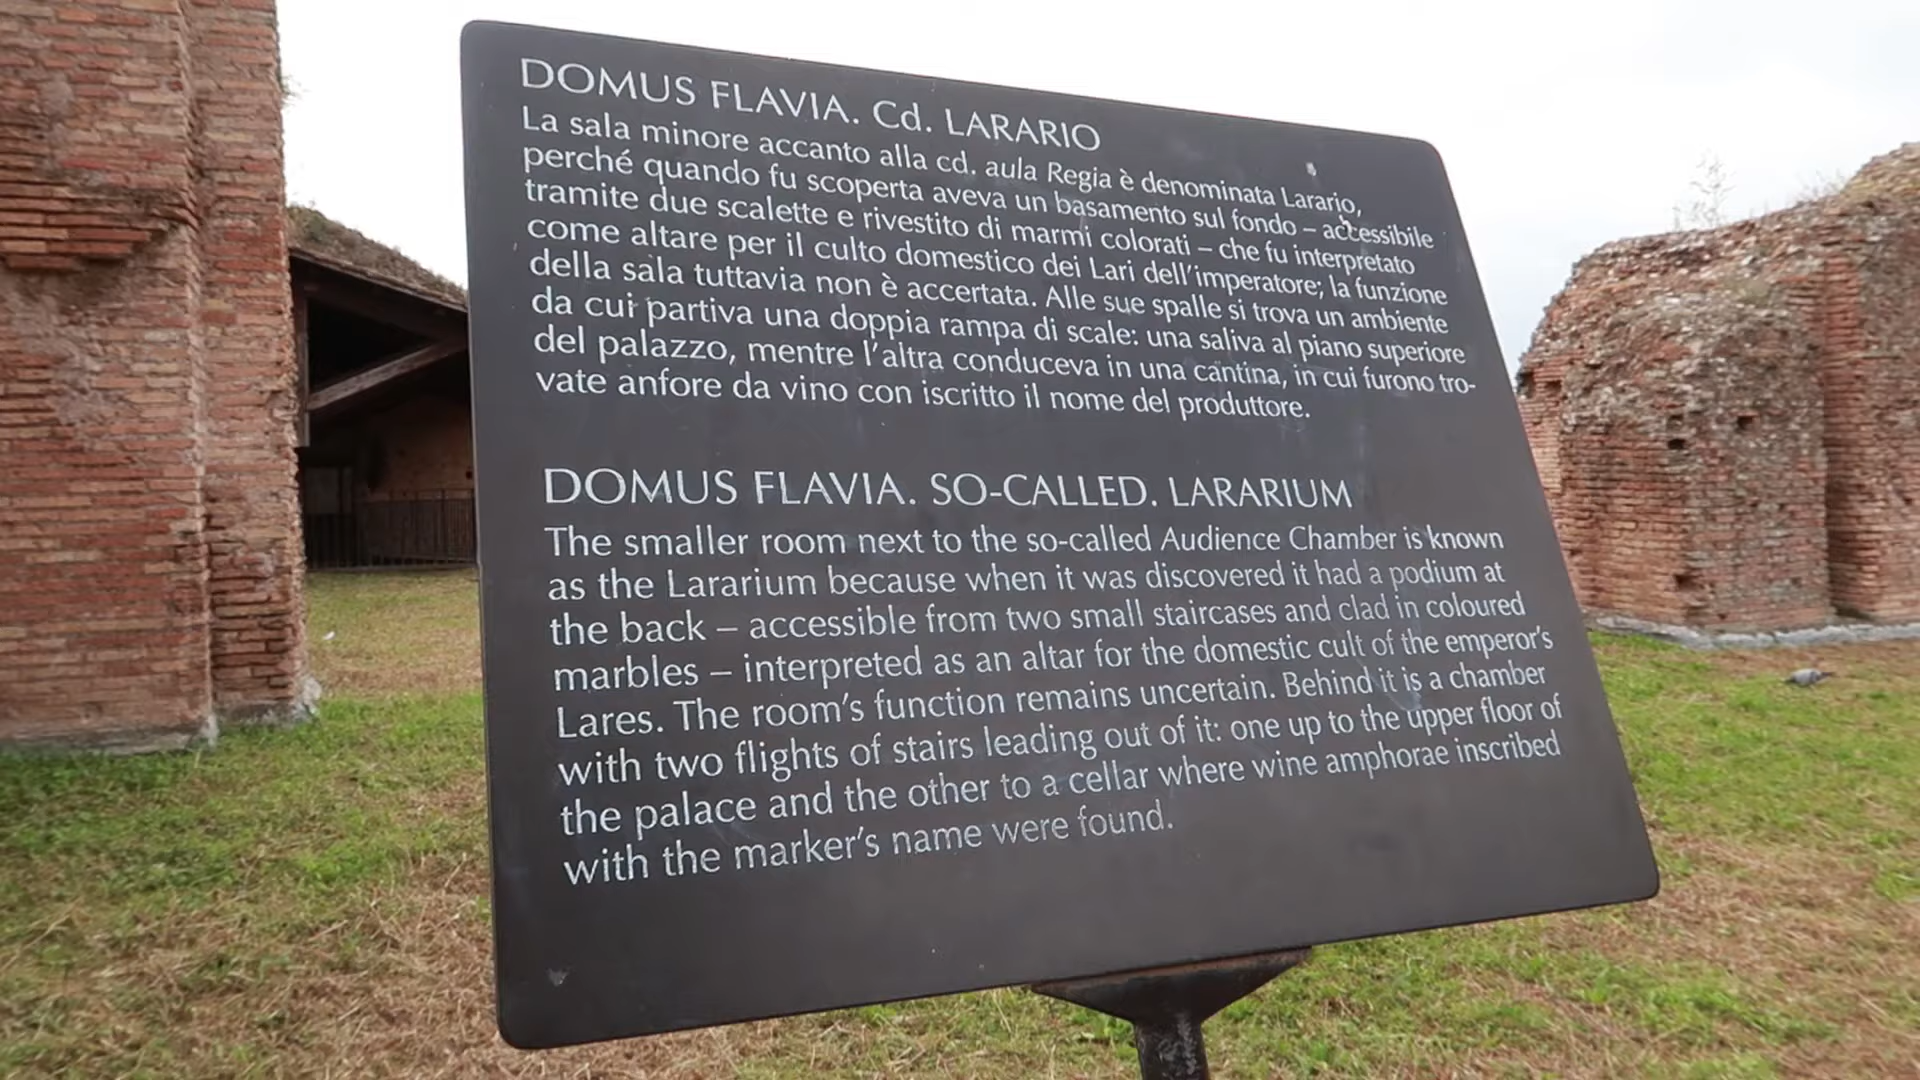 DOMUS FLAVIA. Cd. LARARIO
La sala minore accanto alla cd. aula Regia è denominata Larario,
perché quando fu scoperta aveva un basamento sul fondo – accessibile
tramite due scalette e rivestito di marmi colorati – che fu interpretato
come altare per il culto domestico dei Lari dell'imperatore; la funzione
della sala tuttavia non è accertata. Alle sue spalle si trova un ambiente
da cui partiva una doppia rampa di scale: una saliva al piano superiore
del palazzo, mentre l'altra conduceva in una cantina, in cui furono tro-
vate anfore da vino con iscritto il nome del produttore.
DOMUS FLAVIA. SO-CALLED. LARARIUM
The smaller room next to the so-called Audience Chamber is known
as the Lararium because when it was discovered it had a podium at
the back – accessible from two small staircases and clad in coloured
marbles – interpreted as an altar for the domestic cult of the emperor's
Lares. The room's function remains uncertain. Behind it is a chamber
with two flights of stairs leading out of it: one up to the upper floor of
the palace and the other to a cellar where wine amphorae inscribed
with the marker's name were found.